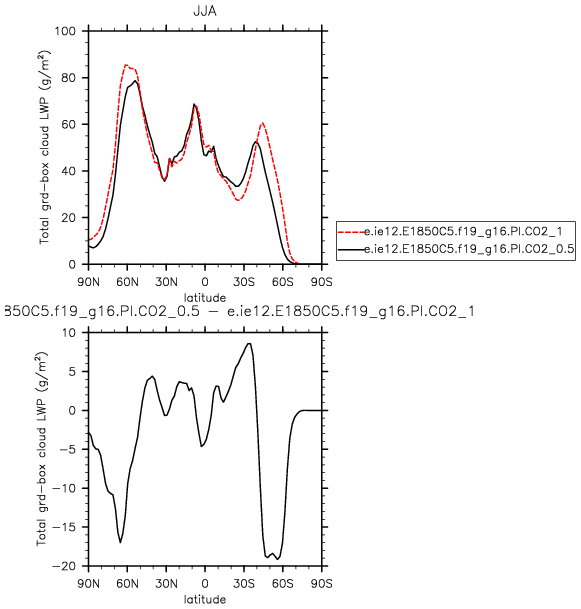 JJA
Total grd-box cloud LWP (g/m²)
100
80
60
40
20
0
90N 60N 30N 0 30S 60S 90S
latitude
e.ie12.E1850C5.f19_g16.PI.CO2_1
e.ie12.E1850C5.f19_g16.PI.CO2_0.5
850C5.f19_g16.PI.CO2_0.5 - e.ie12.E1850C5.f19_g16.PI.CO2_1
Total grd-box cloud LWP (g/m²)
10
5
0
-5
-10
-15
-20
90N 60N 30N 0 30S 60S 90S
latitude